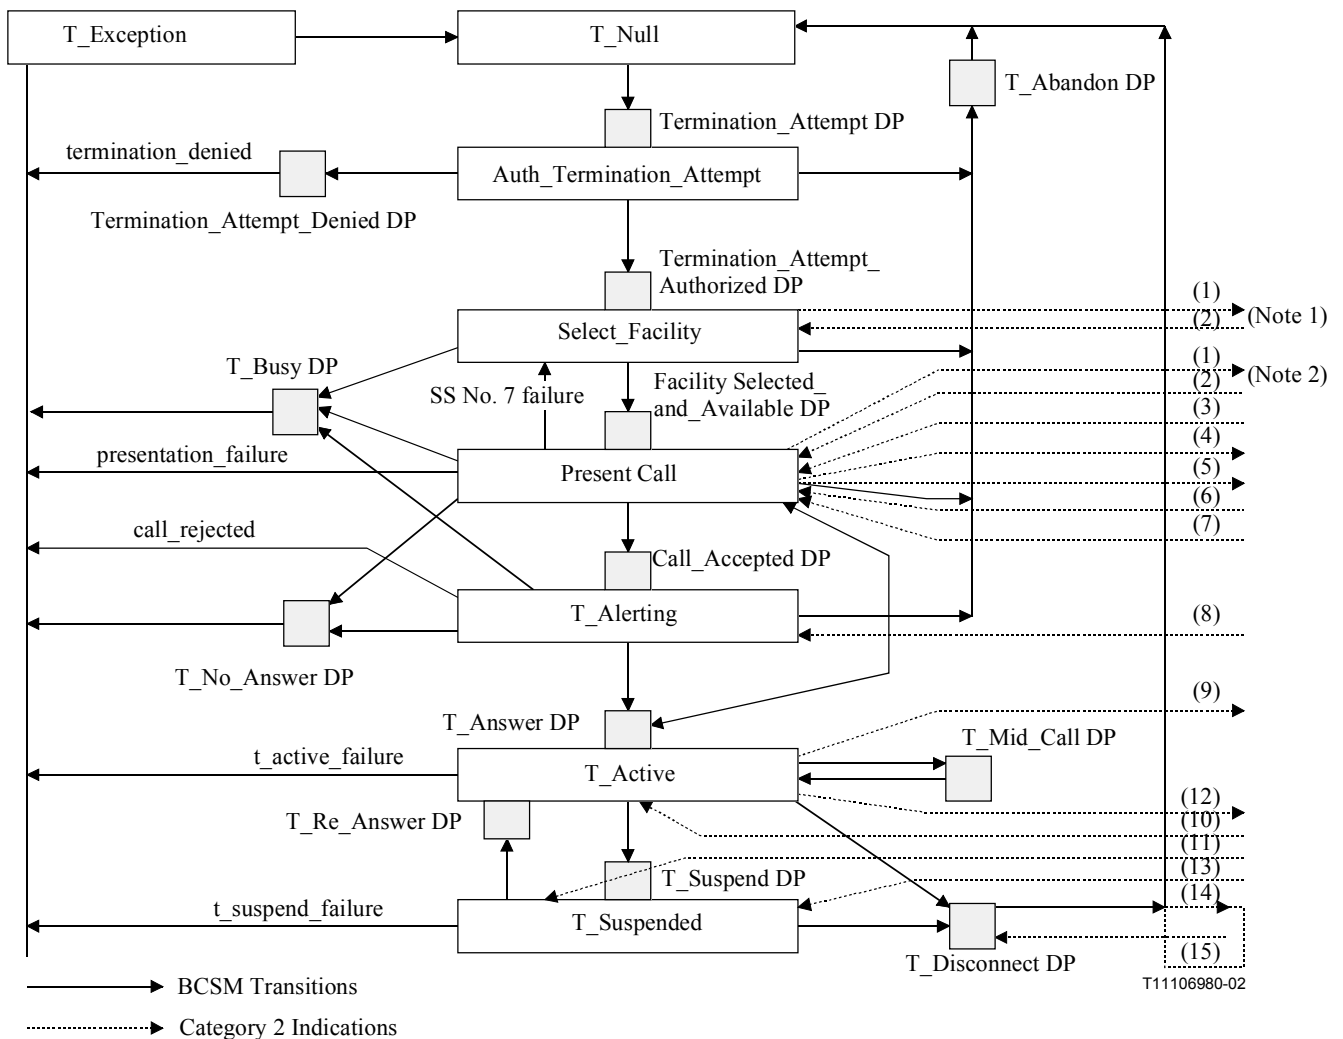 T_Exception
T_Null
T_Abandon DP
Termination_Attempt DP
termination_denied
Auth_Termination_Attempt
Termination_Attempt_Denied DP
Termination_Attempt_
Authorized DP
(1)
(2)
(Note 1)
Select_Facility
T_Busy DP
SS No. 7 failure
Facility Selected_
and_Available DP
(1)
(2)
(Note 2)
(3)
(4)
presentation_failure
Present Call
(5)
(6)
(7)
call_rejected
Call_Accepted DP
T_Alerting
(8)
T_No_Answer DP
(9)
T_Answer DP
T_Mid_Call DP
t_active_failure
T_Active
(12)
(10)
T_Re_Answer DP
(11)
(13)
T_Suspend DP
(14)
t_suspend_failure
T_Suspended
(15)
T_Disconnect DP
T11106980-02
BCSM Transitions
Category 2 Indications